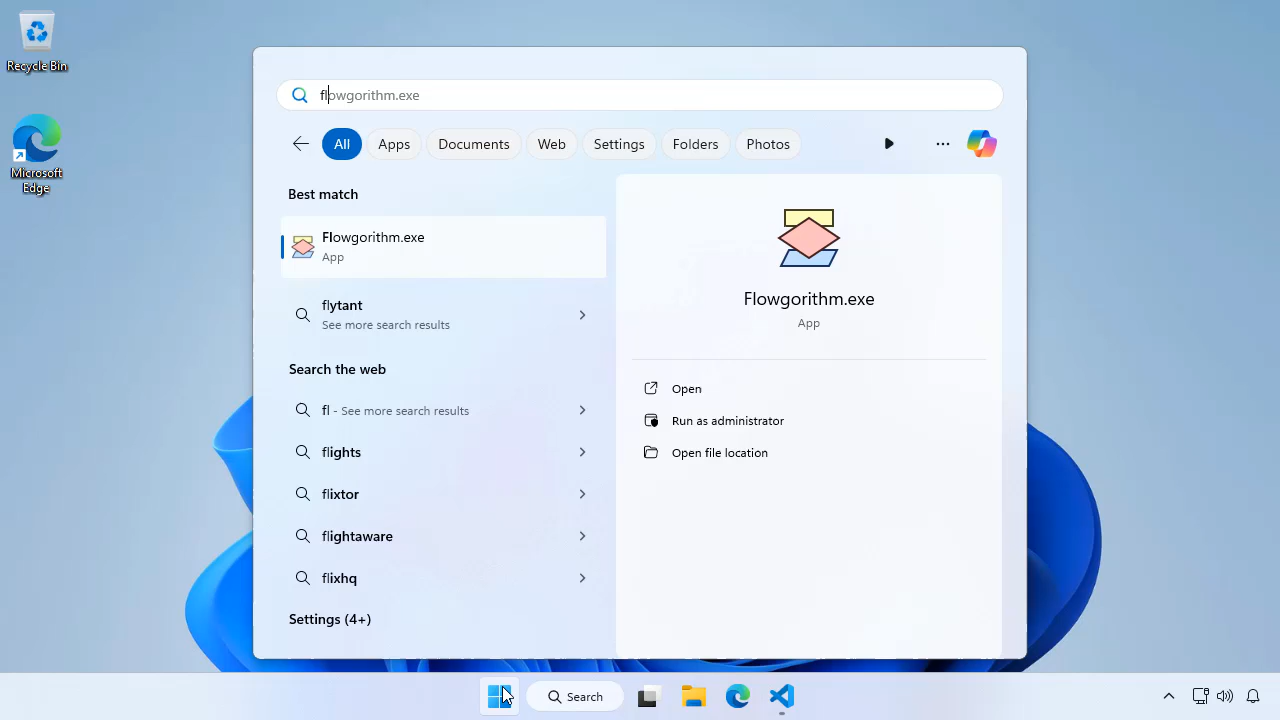 Recycle Bin
Microsoft
Edge
flowgorithm.exe
All
Apps
Documents
Web
Settings
Folders
Photos
Best match
Flowgorithm.exe
App
flytant
See more search results
Search the web
fl - See more search results
flights
flixtor
flightaware
flixhq
Settings (4+)
Flowgorithm.exe
App
Open
Run as administrator
Open file location
Search